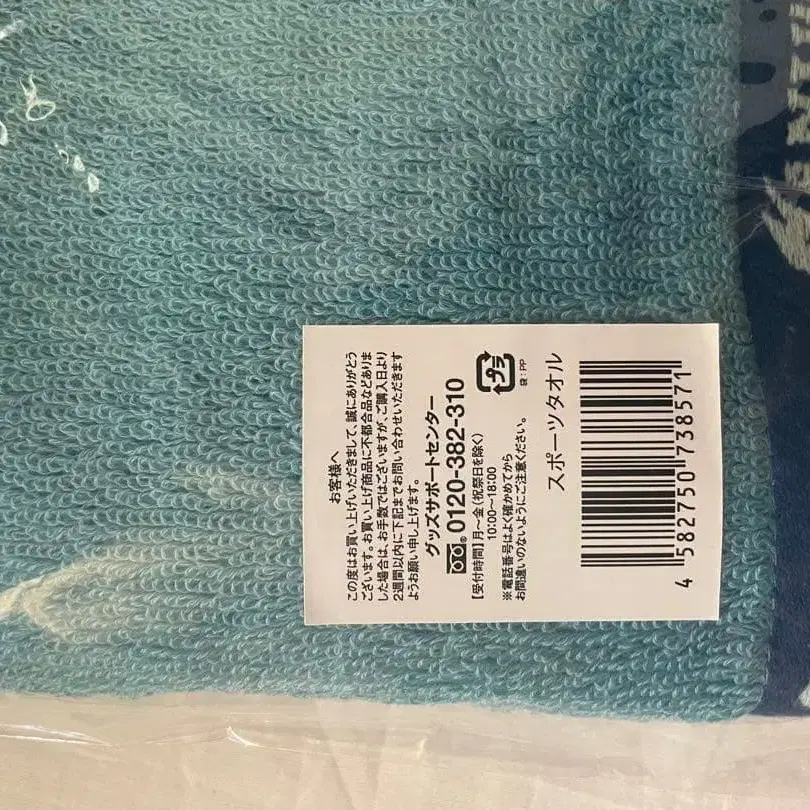 お客様へ
この度はお買い上げいただきまして、誠にありがとう
ございます。お買い上げ商品に不都合品などありま
した場合は、お手数ではございますが、ご購入日より
2週間以内に下記までお問い合わせいただきます
ようお願い申し上げます。
グッズサポートセンター
0120-382-310
【受付時間】月~金(祝祭日を除く)
10:00~18:00
※電話番号はよく確かめてから
お間違いのないようにご注意ください。
プラ
袋:PP
スポーツタオル
4 582750 738571